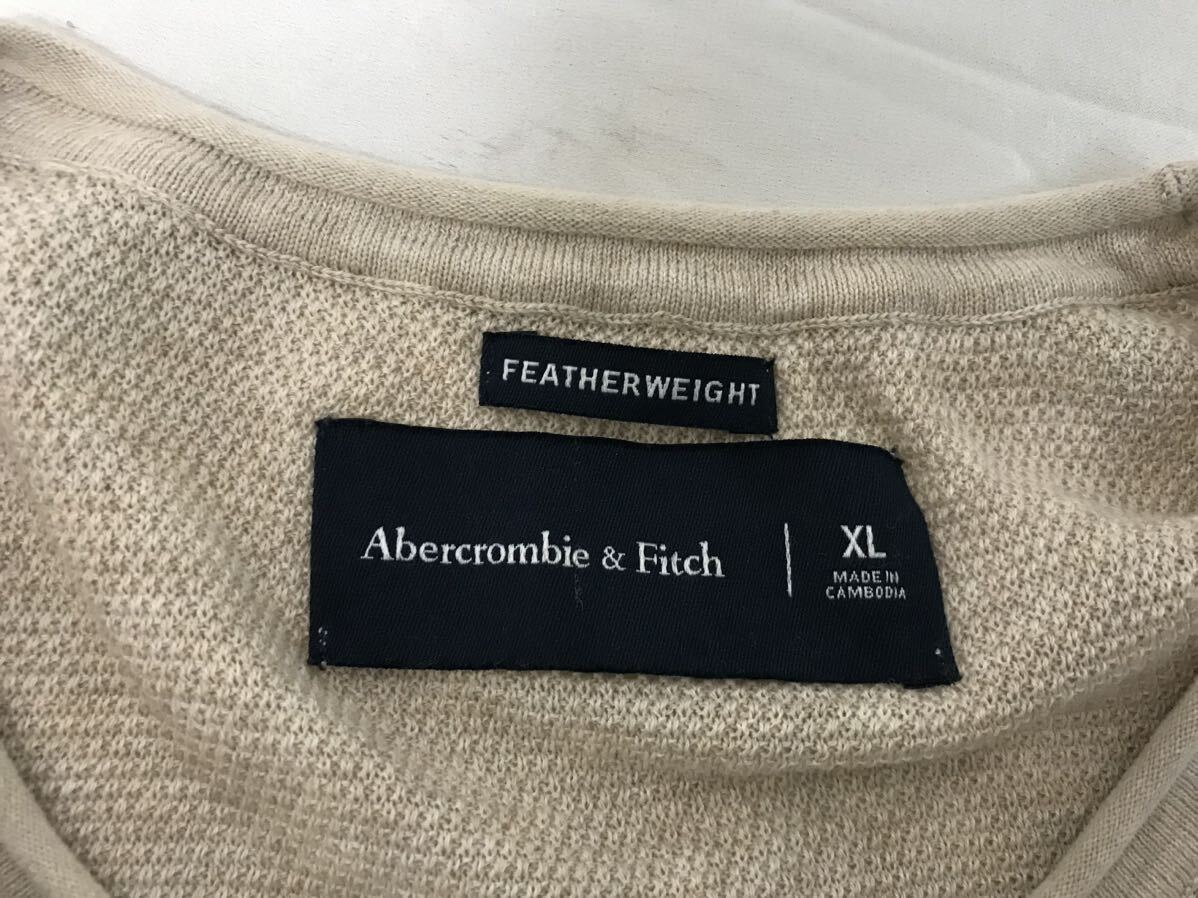 FEATHERWEIGHT
Abercrombie & Fitch
XL
MADE IN
CAMBODIA